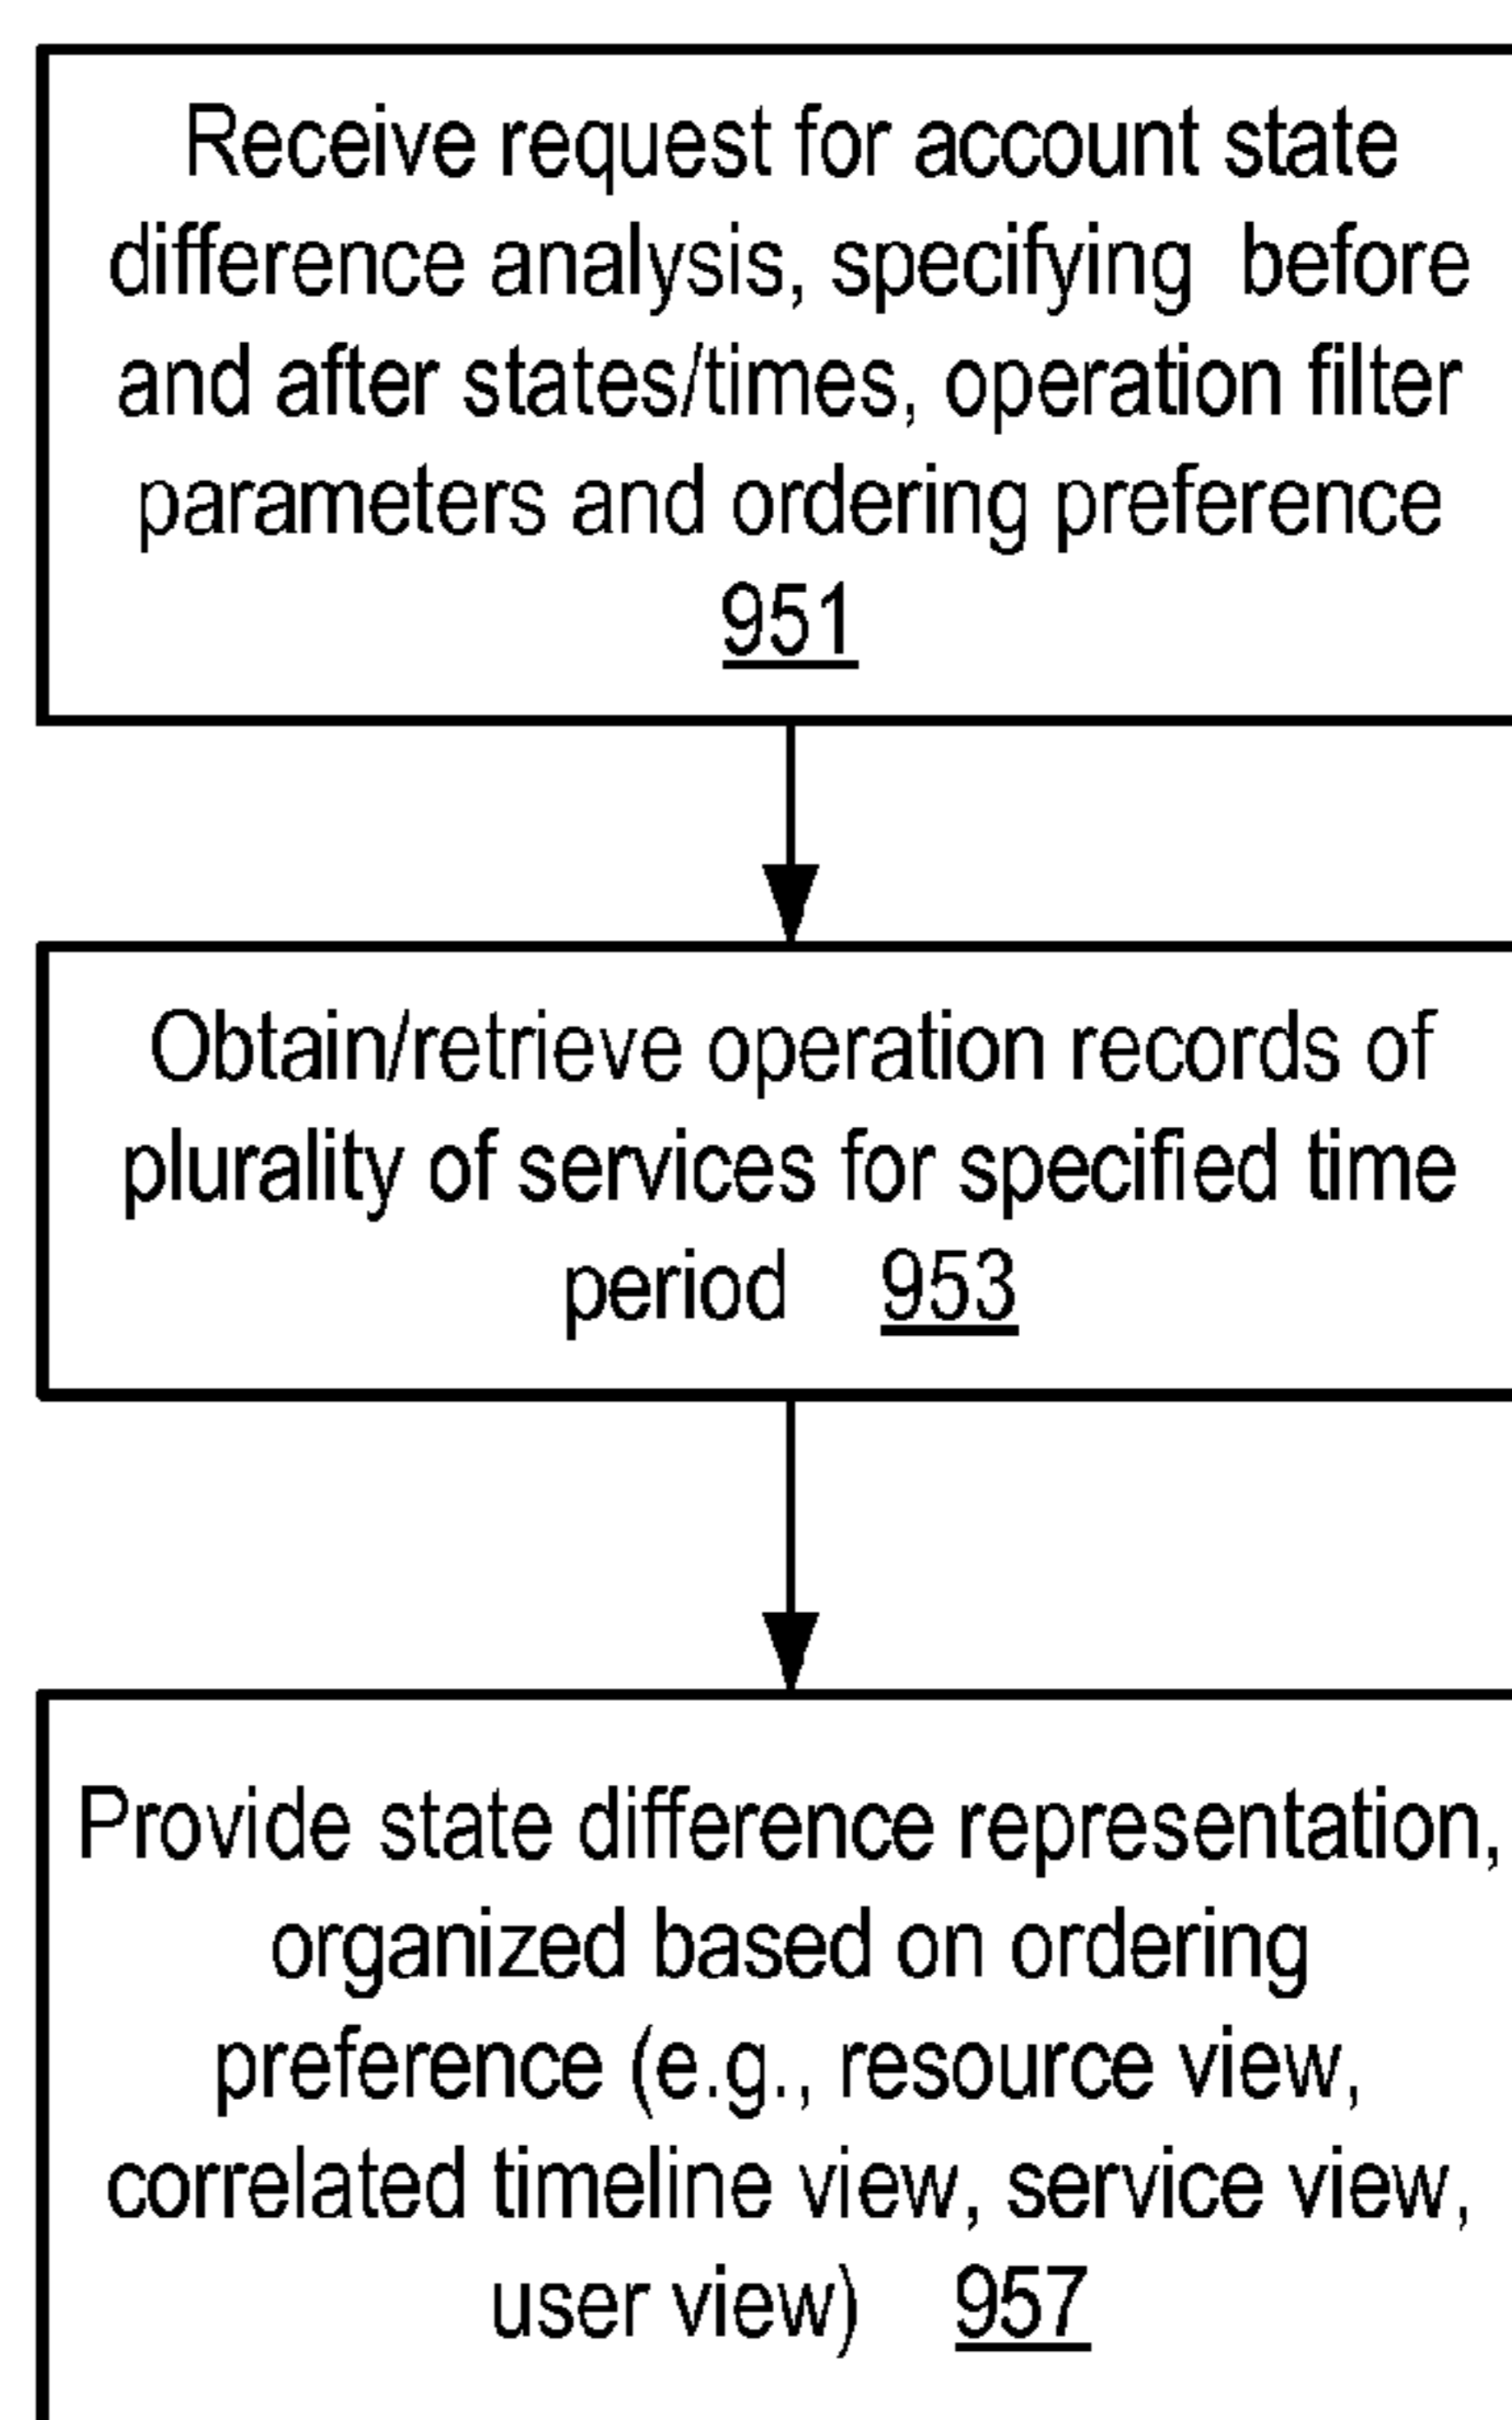 Receive request for account state
difference analysis, specifying before
and after states/times, operation filter
parameters and ordering preference
951
Obtain/retrieve operation records of
plurality of services for specified time
period 953
Provide state difference representation,
organized based on ordering
preference (e.g., resource view,
correlated timeline view, service view,
user view) 957